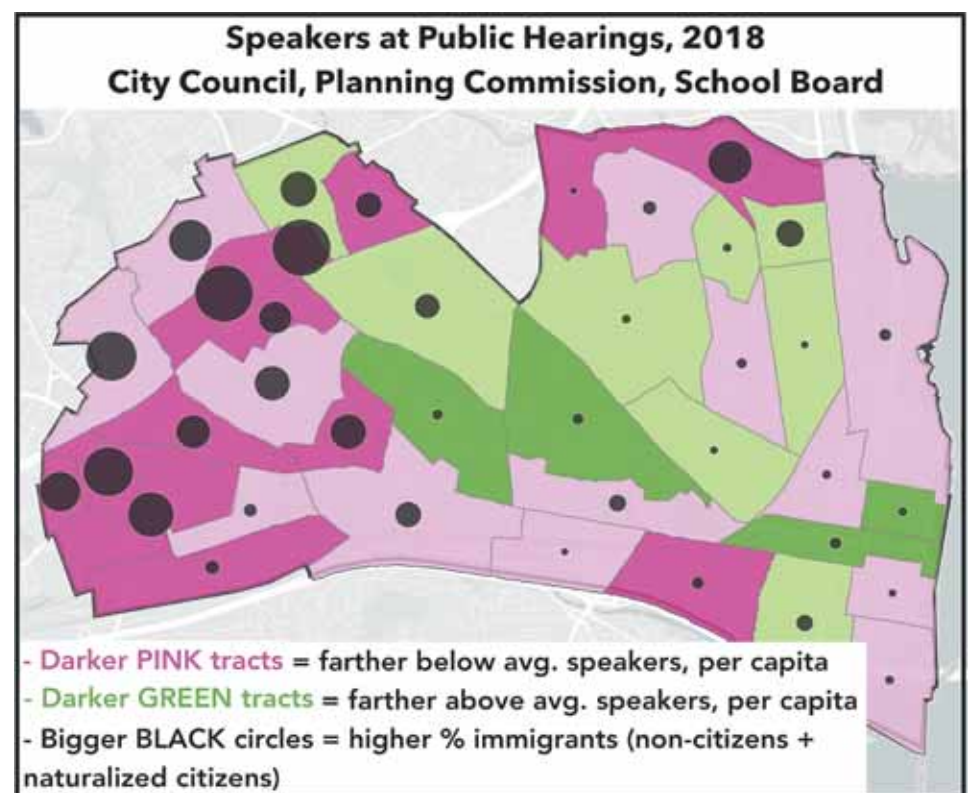 Speakers at Public Hearings, 2018
City Council, Planning Commission, School Board
- Darker PINK tracts = farther below avg. speakers, per capita
- Darker GREEN tracts = farther above avg. speakers, per capita
- Bigger BLACK circles = higher % immigrants (non-citizens +
naturalized citizens)